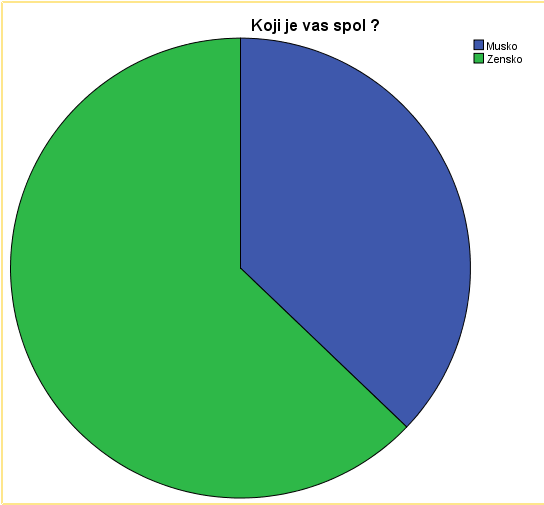 Koji je vas spol ?
Musko
Zensko